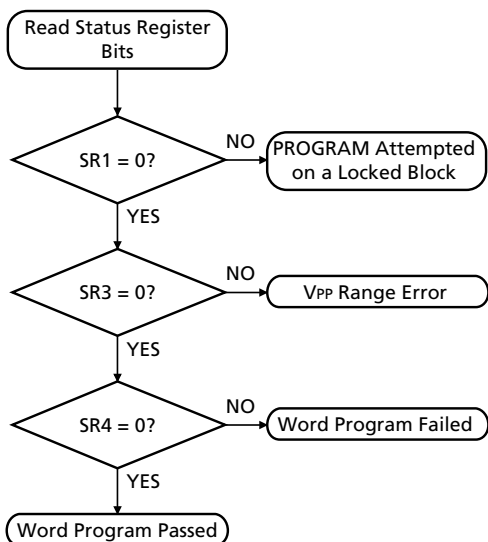 Read Status Register
Bits
SR1 = 0?
NO
PROGRAM Attempted
on a Locked Block
YES
SR3 = 0?
NO
VPP Range Error
YES
SR4 = 0?
NO
Word Program Failed
YES
Word Program Passed